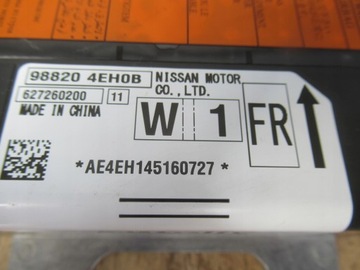 98820 4EH0B
NISSAN MOTOR CO.,LTD.
627260200 11
MADE IN CHINA
W 1 FR
*AE4EH145160727*